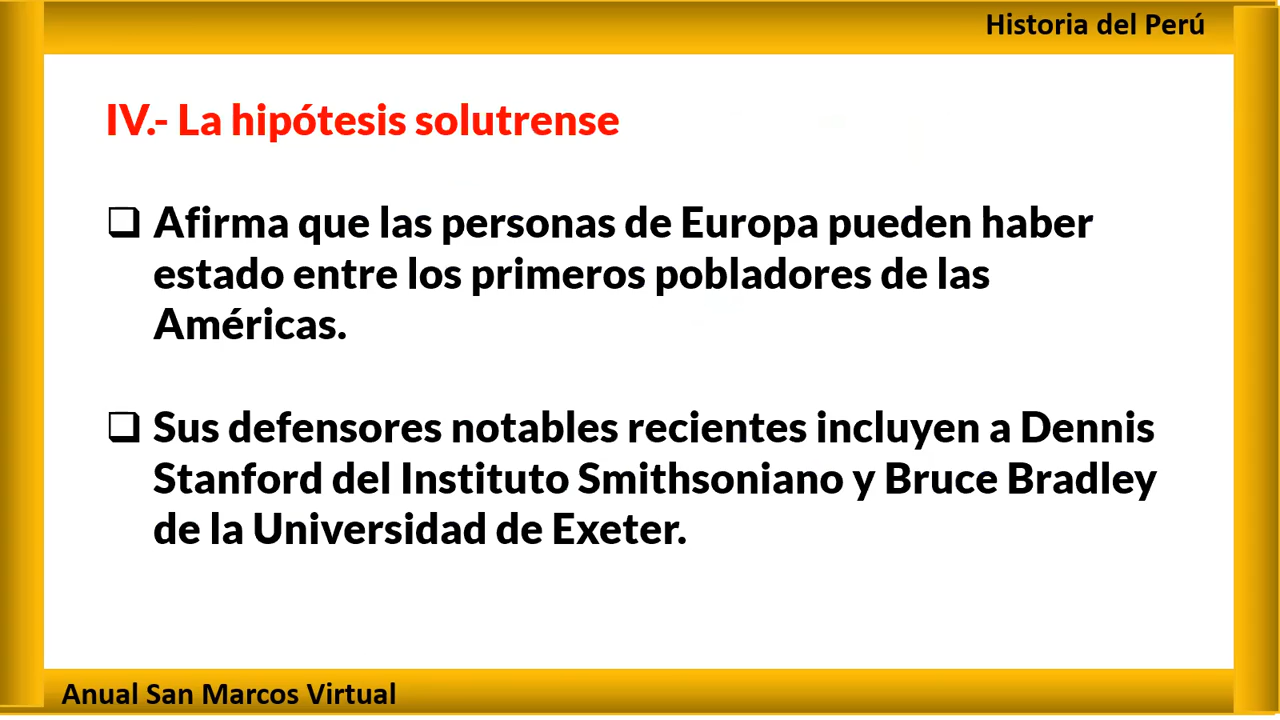 Historia del Perú
IV.- La hipótesis solutrense
❑ Afirma que las personas de Europa pueden haber
estado entre los primeros pobladores de las
Américas.
❑ Sus defensores notables recientes incluyen a Dennis
Stanford del Instituto Smithsoniano y Bruce Bradley
de la Universidad de Exeter.
Anual San Marcos Virtual